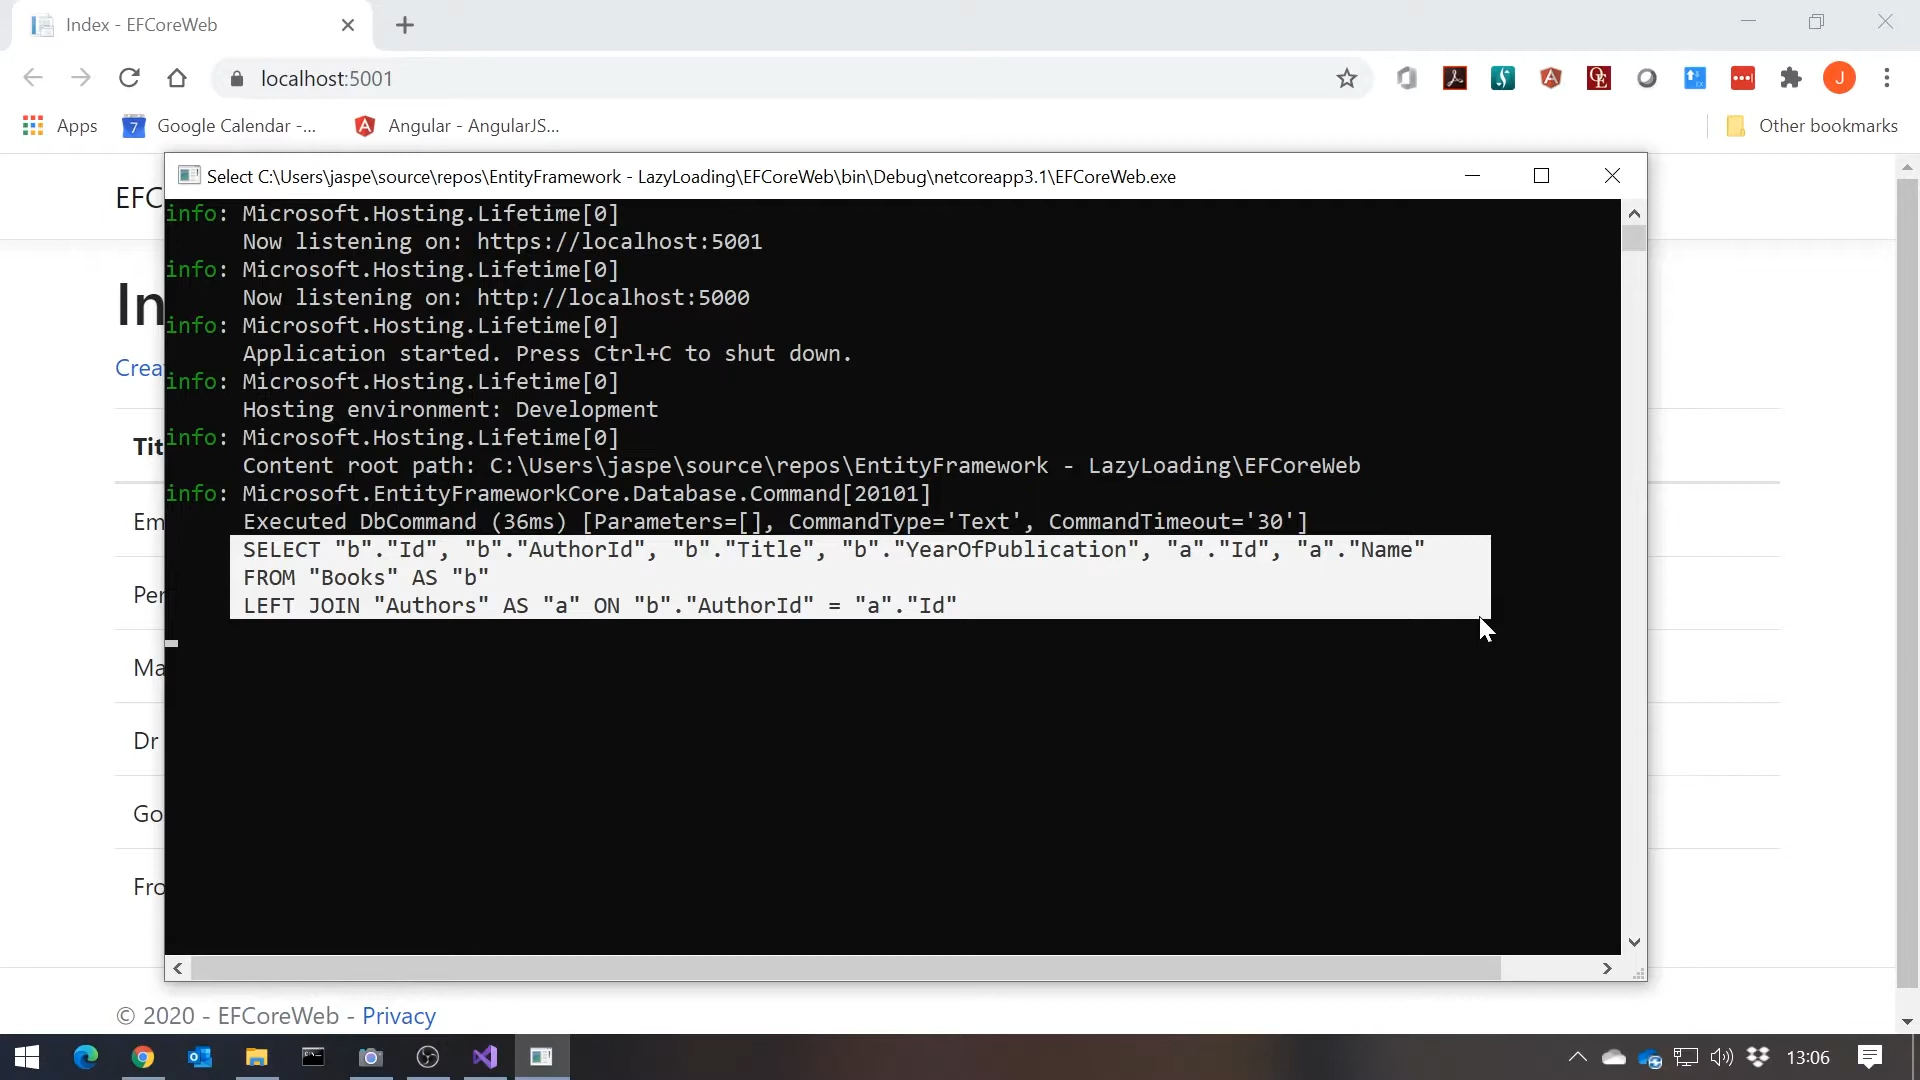 Index - EFCoreWeb
localhost:5001
Apps
Google Calendar -...
Angular - AngularJS...
Other bookmarks
Select C:\Users\jaspe\source\repos\EntityFramework - LazyLoading\EFCoreWeb\bin\Debug\netcoreapp3.1\EFCoreWeb.exe
EFC
In
Crea
Tit
Em
Per
Ma
Dr
Go
Fro
info: Microsoft.Hosting.Lifetime[0]
Now listening on: https://localhost:5001
info: Microsoft.Hosting.Lifetime[0]
Now listening on: http://localhost:5000
info: Microsoft.Hosting.Lifetime[0]
Application started. Press Ctrl+C to shut down.
info: Microsoft.Hosting.Lifetime[0]
Hosting environment: Development
info: Microsoft.Hosting.Lifetime[0]
Content root path: C:\Users\jaspe\source\repos\EntityFramework - LazyLoading\EFCoreWeb
info: Microsoft.EntityFrameworkCore.Database.Command[20101]
Executed DbCommand (36ms) [Parameters=[], CommandType='Text', CommandTimeout='30']
SELECT "b"."Id", "b"."AuthorId", "b"."Title", "b"."YearOfPublication", "a"."Id", "a"."Name"
FROM "Books" AS "b"
LEFT JOIN "Authors" AS "a" ON "b"."AuthorId" = "a"."Id"
© 2020 - EFCoreWeb - Privacy
13:06